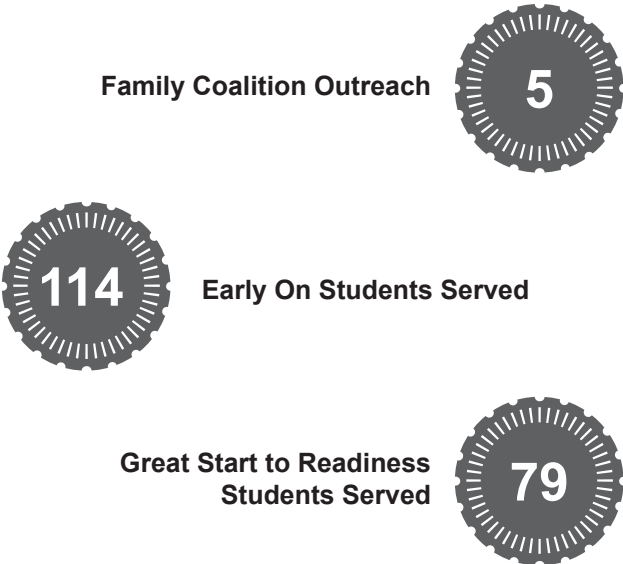 Family Coalition Outreach
5
114
Early On Students Served
Great Start to Readiness
Students Served
79